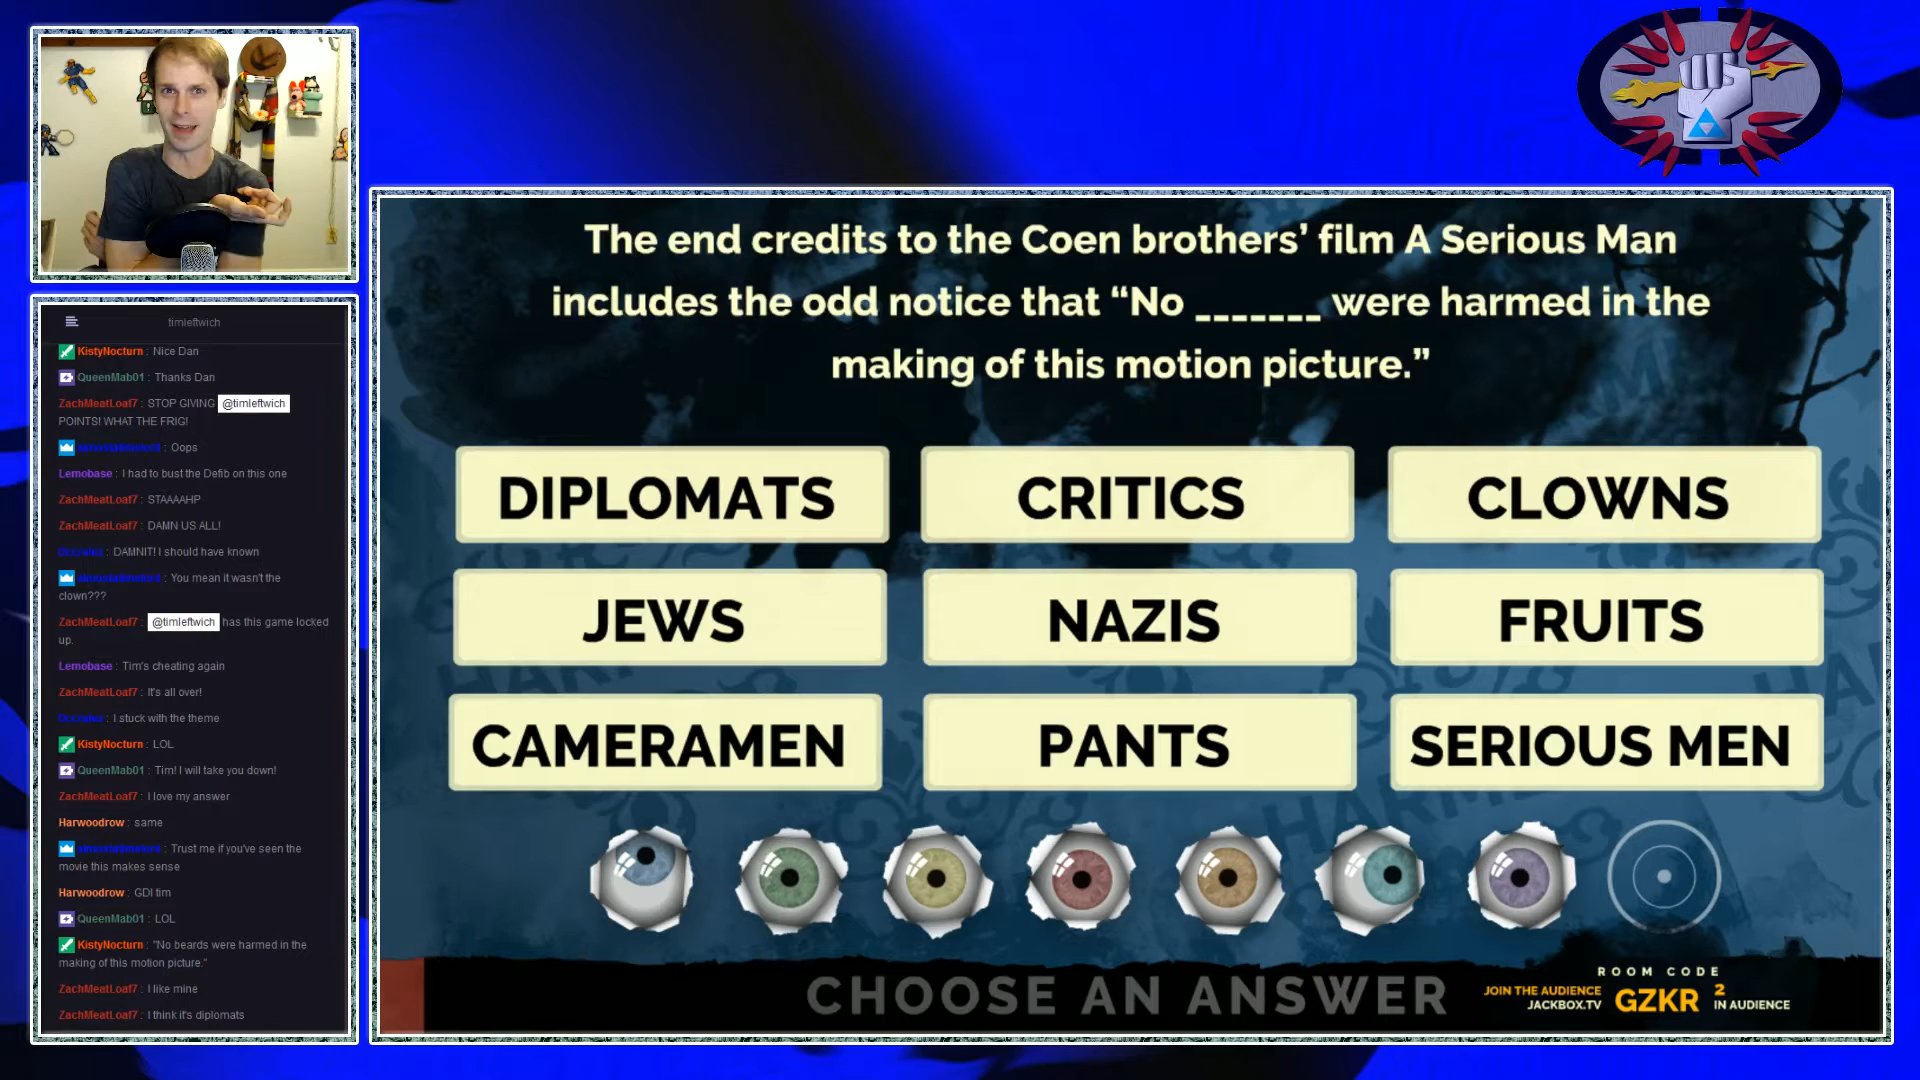 timleftwich
KistyNocturn : Nice Dan
QueenMab01 : Thanks Dan
ZachMeatLoaf7 : STOP GIVING @timleftwich
POINTS! WHAT THE FRIG!
: Oops
Lemobase : I had to bust the Defib on this one
ZachMeatLoaf7 : STAAAAHP
ZachMeatLoaf7 : DAMN US ALL!
: DAMNIT! I should have known
: You mean it wasn't the
clown???
ZachMeatLoaf7 : @timleftwich has this game locked
up.
Lemobase : Tim's cheating again
ZachMeatLoaf7 : It's all over!
: I stuck with the theme
KistyNocturn : LOL
QueenMab01 : Tim! I will take you down!
ZachMeatLoaf7 : I love my answer
Harwoodrow : same
: Trust me if you've seen the
movie this makes sense
Harwoodrow : GDI tim
QueenMab01 : LOL
KistyNocturn : "No beards were harmed in the
making of this motion picture."
ZachMeatLoaf7 : I like mine
ZachMeatLoaf7 : I think it's diplomats
The end credits to the Coen brothers' film A Serious Man
includes the odd notice that “No _______ were harmed in the
making of this motion picture.”
DIPLOMATS
CRITICS
CLOWNS
JEWS
NAZIS
FRUITS
CAMERAMEN
PANTS
SERIOUS MEN
CHOOSE AN ANSWER
ROOM CODE
JOIN THE AUDIENCE
JACKBOX.TV
GZKR
2
IN AUDIENCE